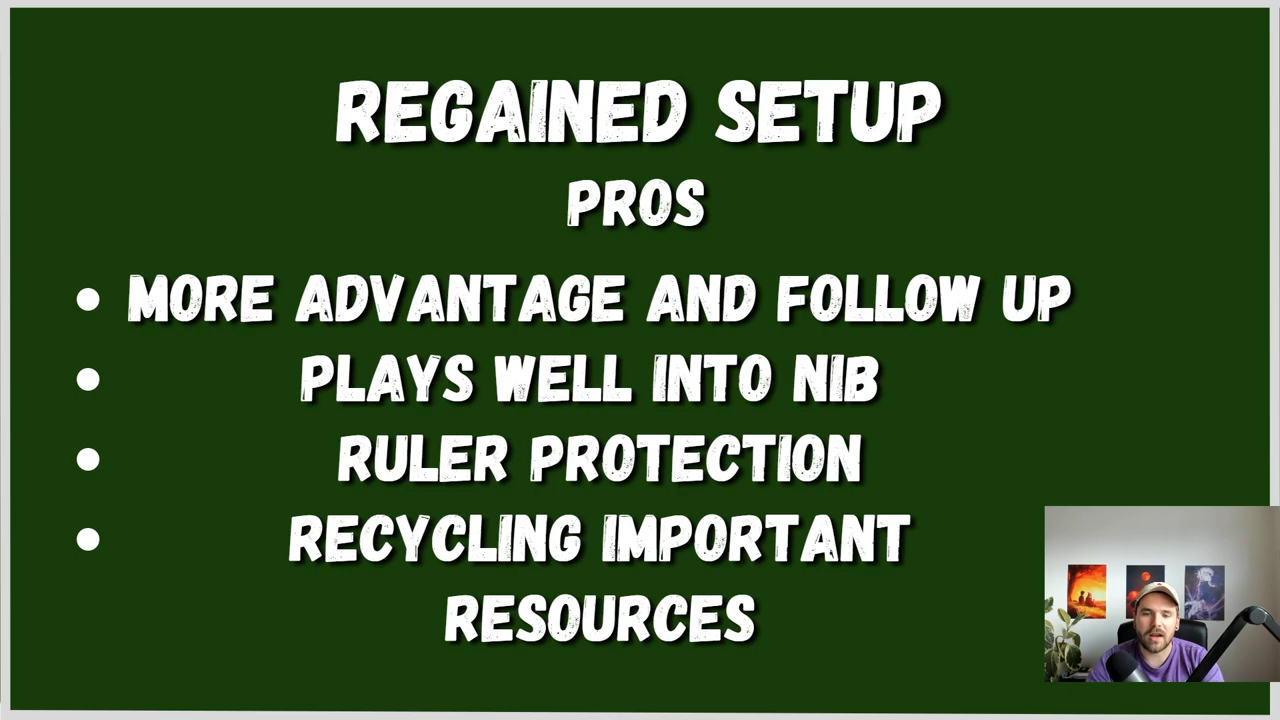 REGAINED SETUP
PROS
• MORE ADVANTAGE AND FOLLOW UP
• PLAYS WELL INTO NIB
• RULER PROTECTION
• RECYCLING IMPORTANT
RESOURCES